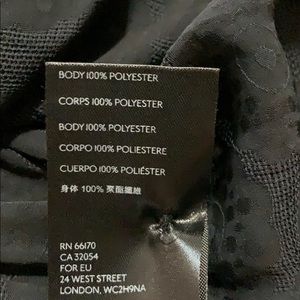 BODY 100% POLYESTER
CORPS 100% POLYESTER
BODY 100% POLYESTER
CORPO 100% POLIESTERE
CUERPO 100% POLIÉSTER
身体 100% 聚酯纖維
RN 66170
CA 32054
FOR EU
24 WEST STREET
LONDON, WC2H9NA